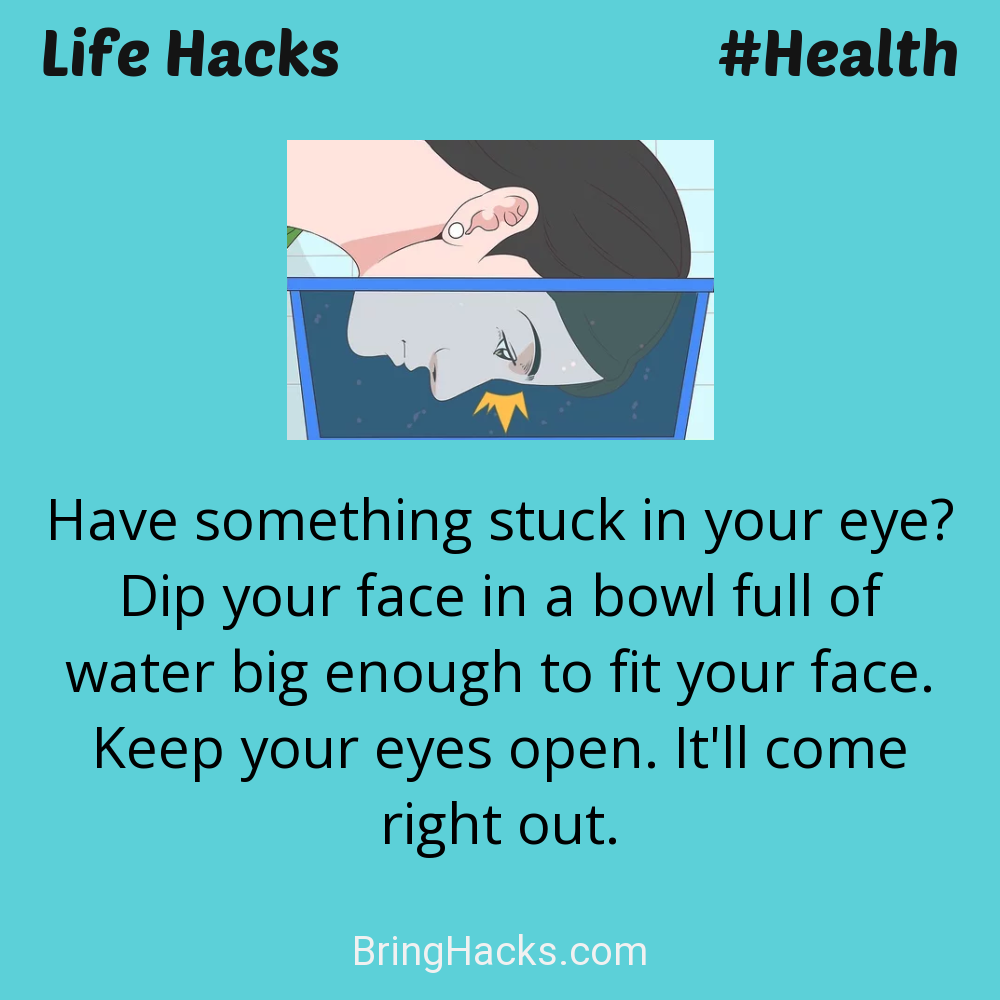 Life Hacks
#Health
Have something stuck in your eye?
Dip your face in a bowl full of
water big enough to fit your face.
Keep your eyes open. It'll come
right out.
BringHacks.com